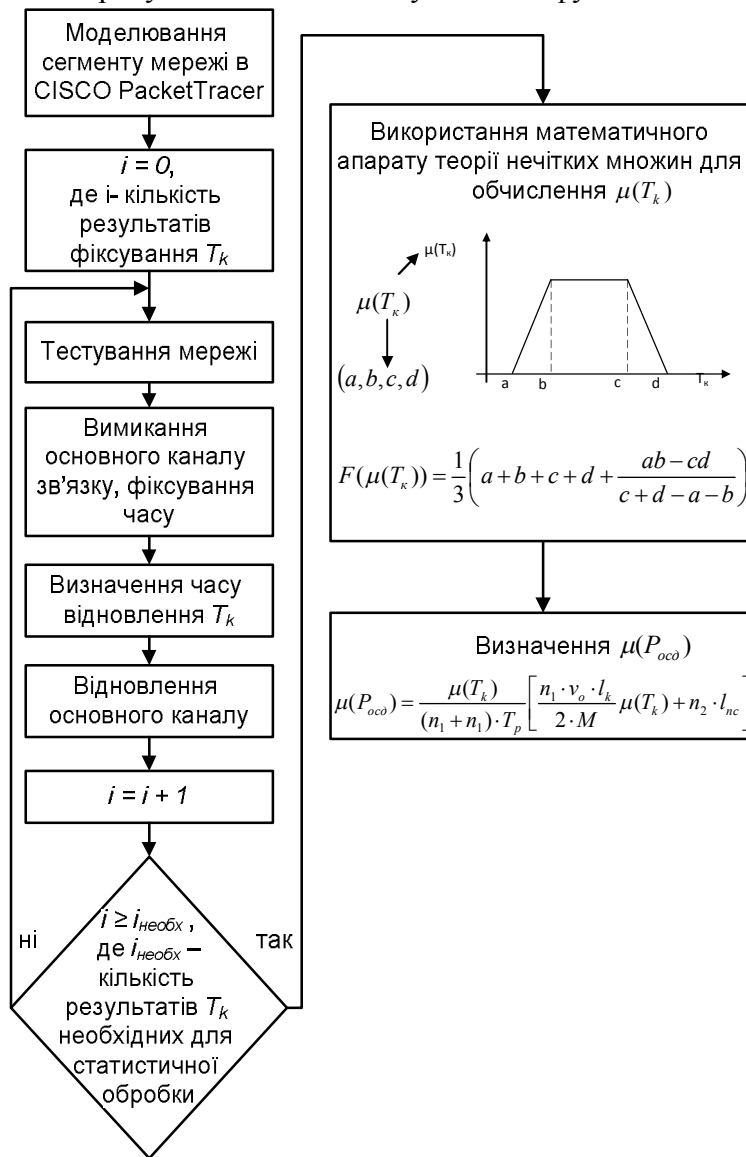 Моделювання
сегменту мережі в
CISCO PacketTracer
i = 0,
де i- кількість
результатів
фіксування T_k
Тестування мережі
Вимикання
основного каналу
зв'язку, фіксування
часу
Визначення часу
відновлення T_k
Відновлення
основного каналу
i = i + 1
i ≥ i_необх ,
де i_необх –
кількість
результатів T_k
необхідних для
статистичної
обробки
ні
так
Використання математичного
апарату теорії нечітких множин для
обчислення μ(T_k)
μ(T_к)
μ(T_к)
(a,b,c,d)
a b c d T_к
F(μ(T_к)) = 1/3 (a + b + c + d + (ab − cd)/(c + d − a − b))
Визначення μ(P_осд)
μ(P_осд) = μ(T_k)/((n_1 + n_1)·T_p) [(n_1·v_o·l_k)/(2·M) μ(T_k) + n_2·l_nc]